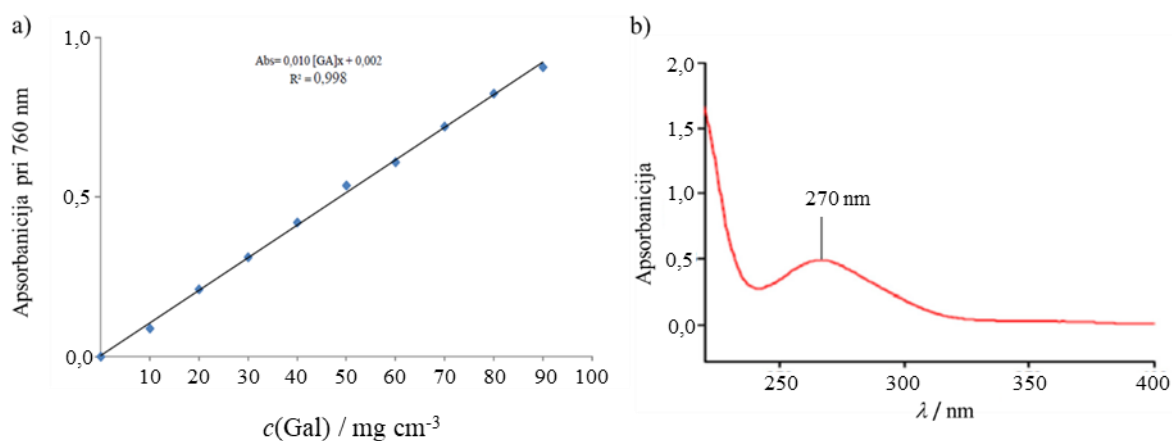 a)
1,0
Abs= 0,010 [GA]x + 0,002
R² = 0,998
Apsorbanicija pri 760 nm
0,5
0,0
10 20 30 40 50 60 70 80 90 100
c(Gal) / mg cm⁻³
b)
2,0
1,5
270 nm
1,0
Apsorbanicija
0,5
0,0
250 300 350 400
λ / nm